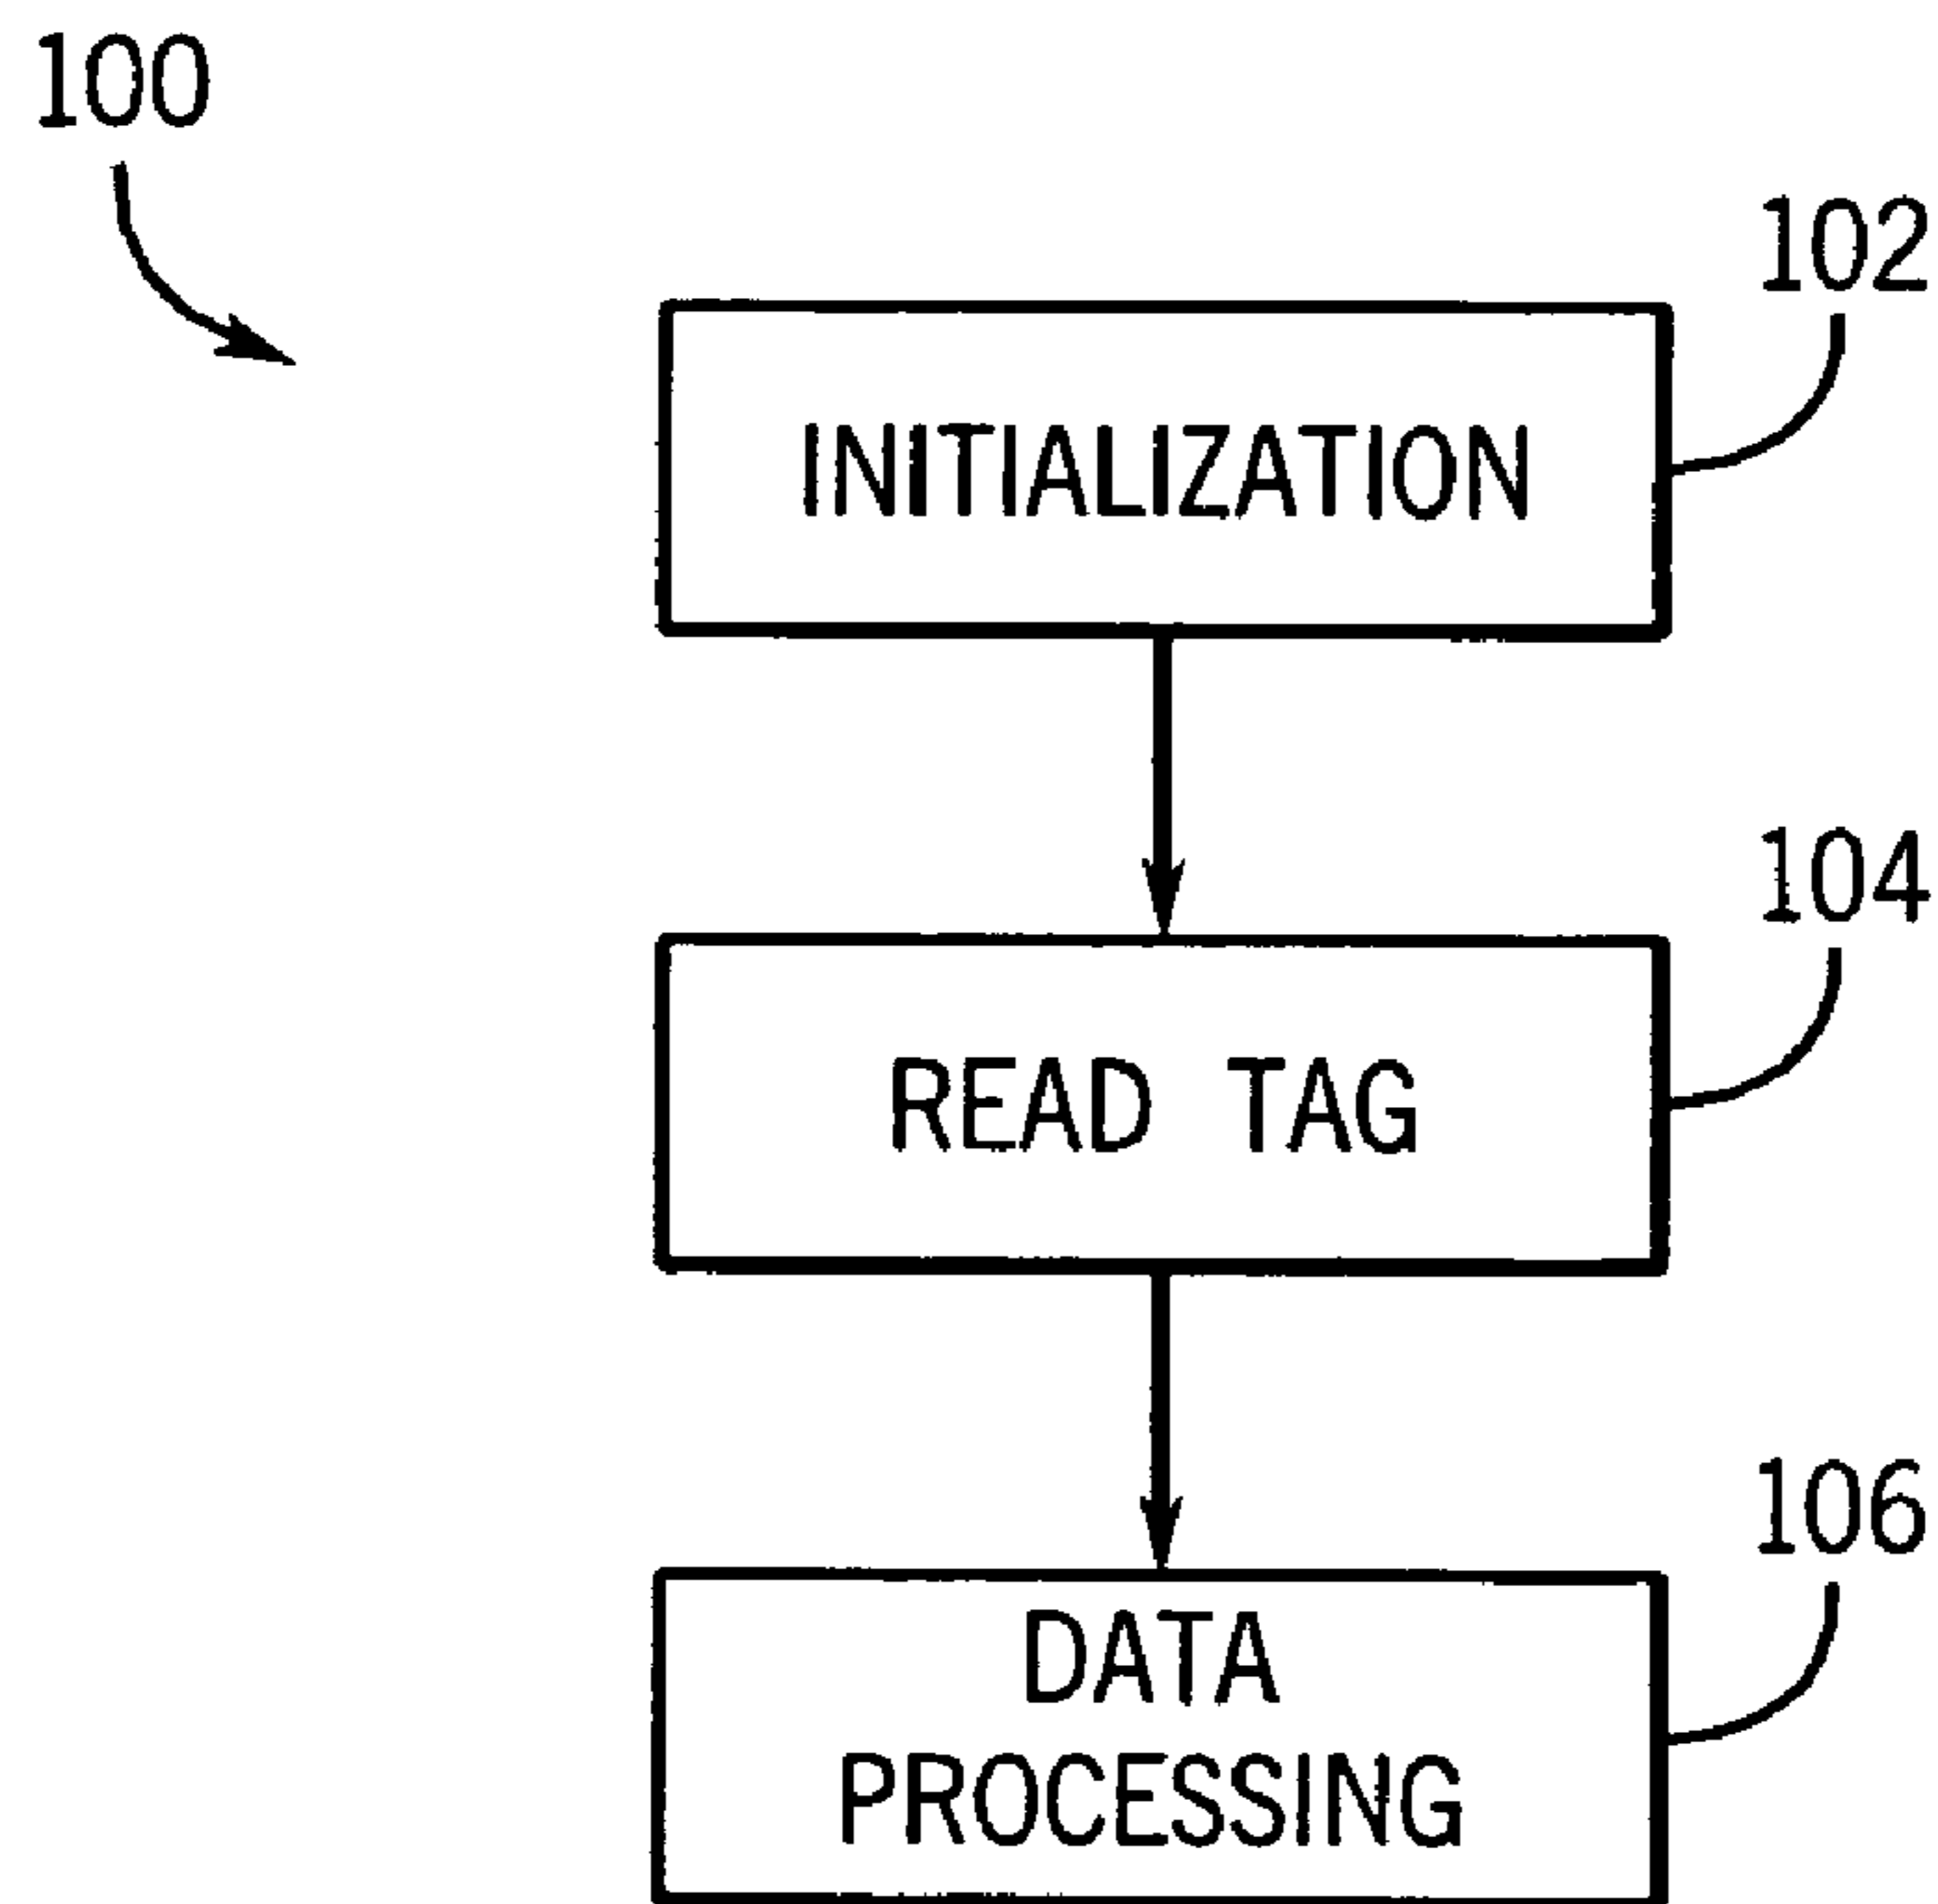 100
102
INITIALIZATION
104
READ TAG
106
DATA
PROCESSING